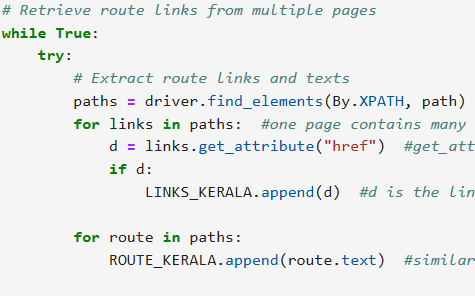 # Retrieve route links from multiple pages
while True:
    try:
        # Extract route links and texts
        paths = driver.find_elements(By.XPATH, path)
        for links in paths:  #one page contains many
            d = links.get_attribute("href")  #get_att
            if d:
                LINKS_KERALA.append(d)  #d is the lin
        for route in paths:
            ROUTE_KERALA.append(route.text)  #similar